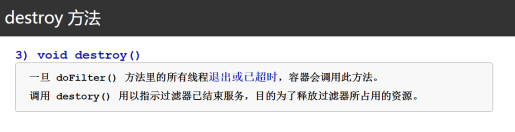 destroy 方法
3) void destroy()
一旦 doFilter() 方法里的所有线程退出或已超时，容器会调用此方法。
调用 destory() 用以指示过滤器已结束服务，目的为了释放过滤器所占用的资源。